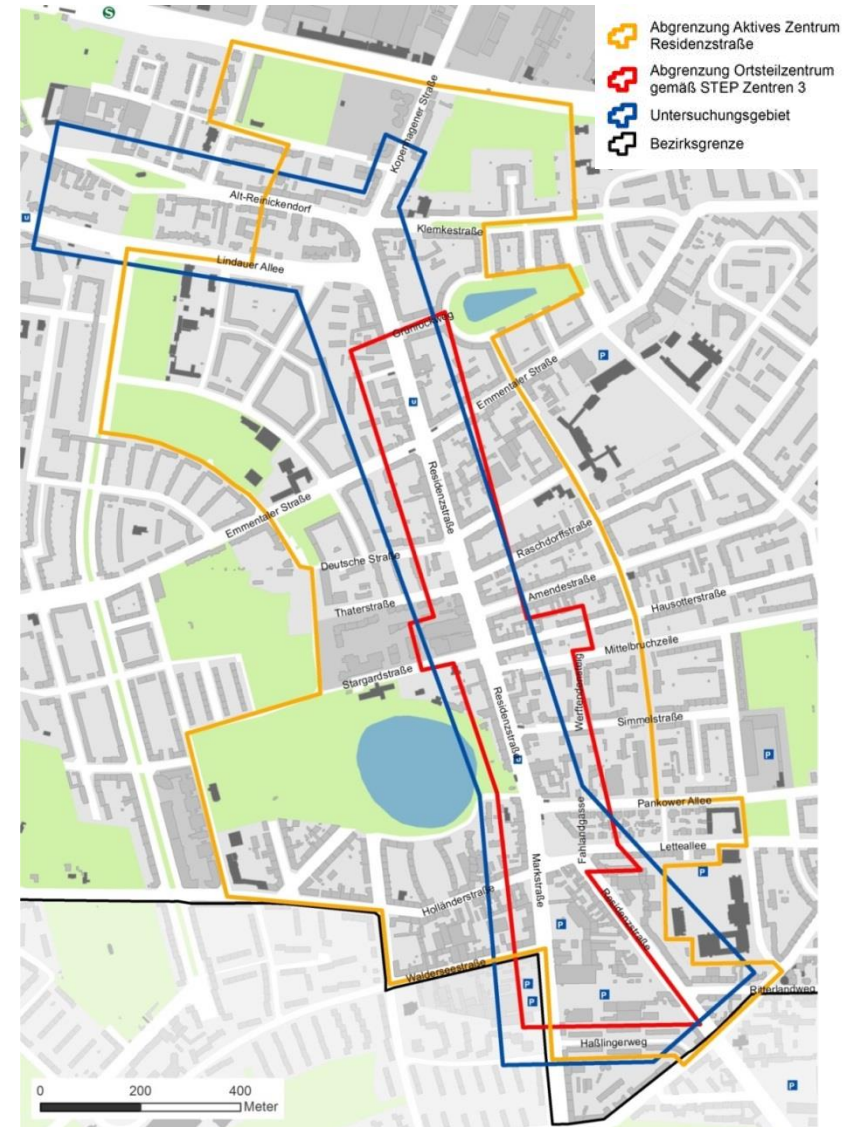 S
Abgrenzung Aktives Zentrum
Residenzstraße
Abgrenzung Ortsteilzentrum
gemäß STEP Zentren 3
Untersuchungsgebiet
Bezirksgrenze
Kopenhagener Straße
Alt-Reinickendorf
Klemkestraße
U
Lindauer Allee
Grünrockweg
P
Emmentaler Straße
U
Residenzstraße
Emmentaler Straße
Raschdorffstraße
Deutsche Straße
Amendestraße
Hausotterstraße
Thaterstraße
Mittelbruchzeile
Stargardstraße
Residenzstraße
Simmelstraße
U
P
Pankower Allee
Fahlandgasse
Letteallee
Markstraße
P
Holländerstraße
Residenzstraße
P
Walderseestraße
P
P
P
Ritterlandweg
Haßlingerweg
P
0 200 400
Meter